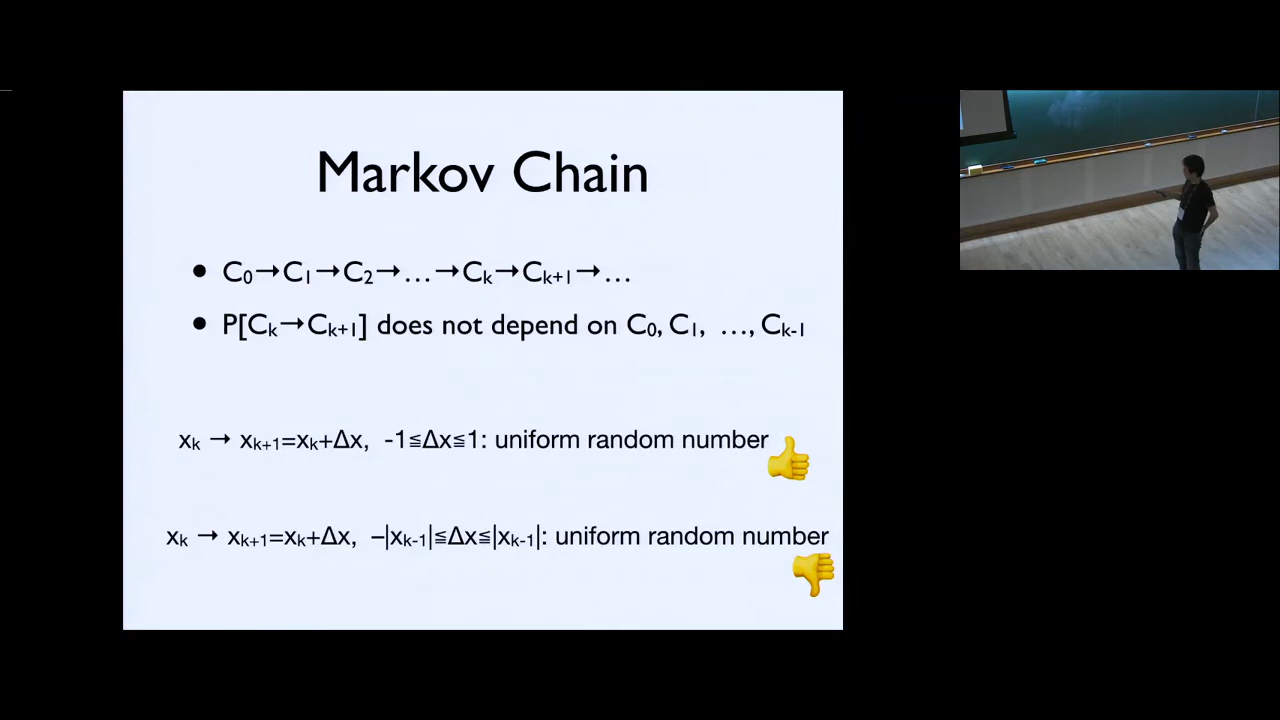 Markov Chain
• C₀→C₁→C₂→…→Cₖ→Cₖ₊₁→…
• P[Cₖ→Cₖ₊₁] does not depend on C₀, C₁, …, Cₖ₋₁
xₖ → xₖ₊₁=xₖ+Δx, -1≦Δx≦1: uniform random number 👍
xₖ → xₖ₊₁=xₖ+Δx, –|xₖ₋₁|≦Δx≦|xₖ₋₁|: uniform random number 👎